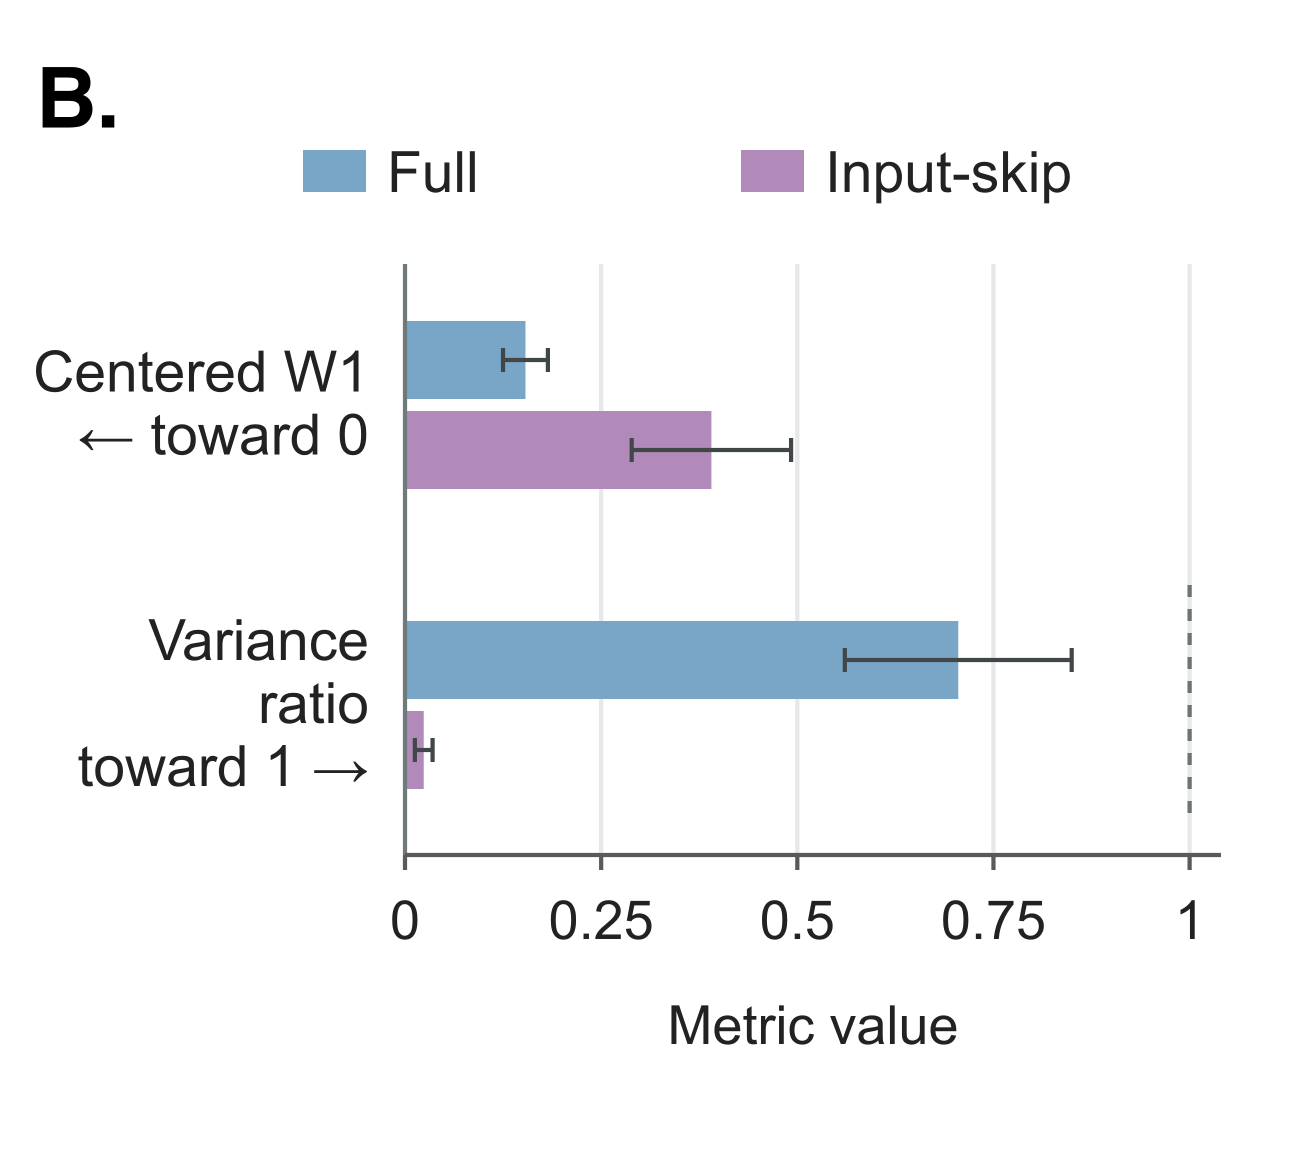 B.
Full
Input-skip
Centered W1
← toward 0
Variance
ratio
toward 1 →
0
0.25
0.5
0.75
1
Metric value